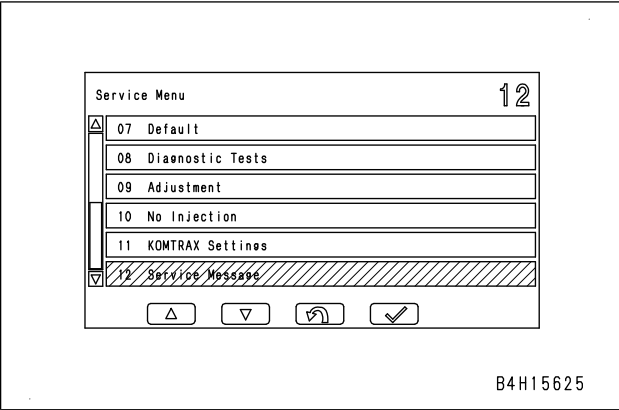 Service Menu 12
07 Default
08 Diagnostic Tests
09 Adjustment
10 No Injection
11 KOMTRAX Settings
12 Service Message
B4H15625